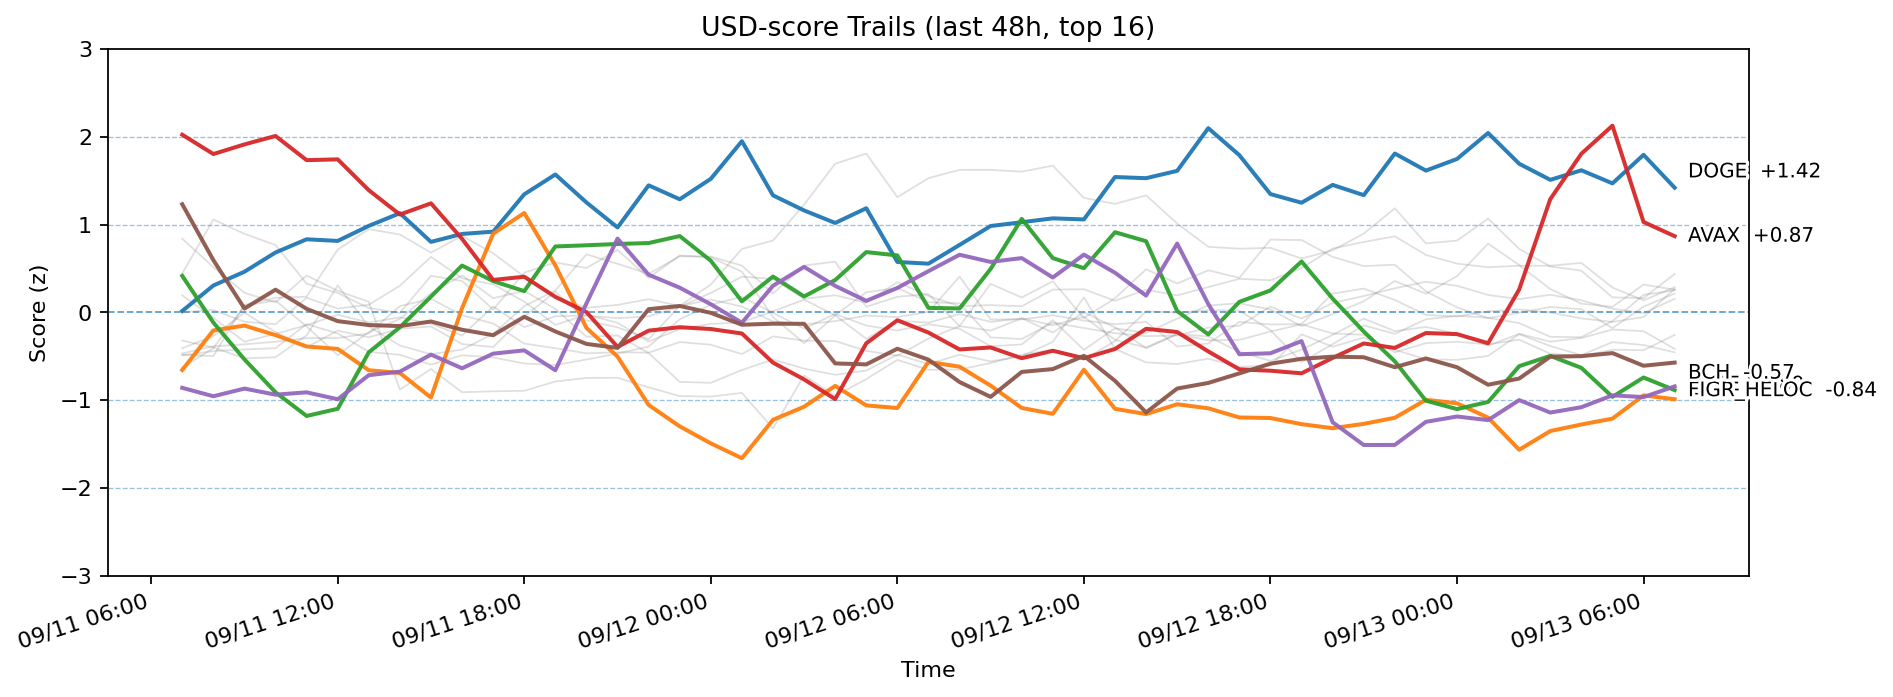 USD-score Trails (last 48h, top 16)
Score (z)
3
2
1
0
−1
−2
−3
DOGE +1.42
AVAX +0.87
BCH -0.57
FIGR_HELOC -0.84
09/11 06:00
09/11 12:00
09/11 18:00
09/12 00:00
09/12 06:00
09/12 12:00
09/12 18:00
09/13 00:00
09/13 06:00
Time